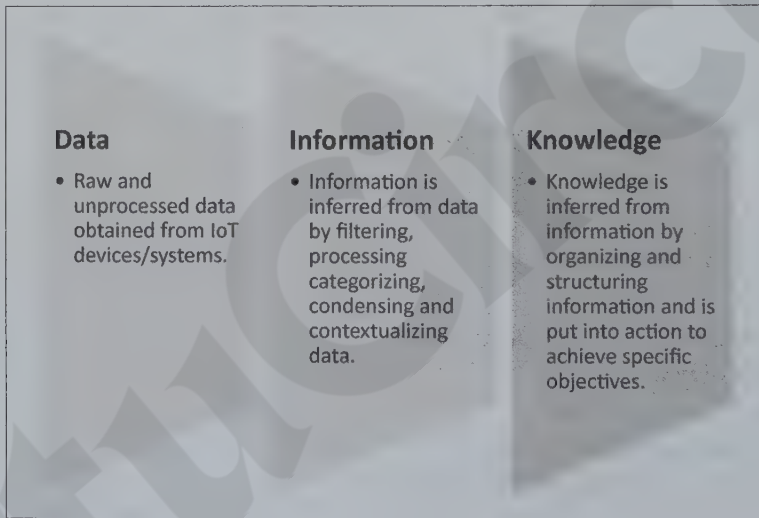 Data
• Raw and
unprocessed data
obtained from IoT
devices/systems.
Information
• Information is
inferred from data
by filtering,
processing
categorizing,
condensing and
contextualizing
data.
Knowledge
• Knowledge is
inferred from
information by
organizing and
structuring
information and is
put into action to
achieve specific
objectives.